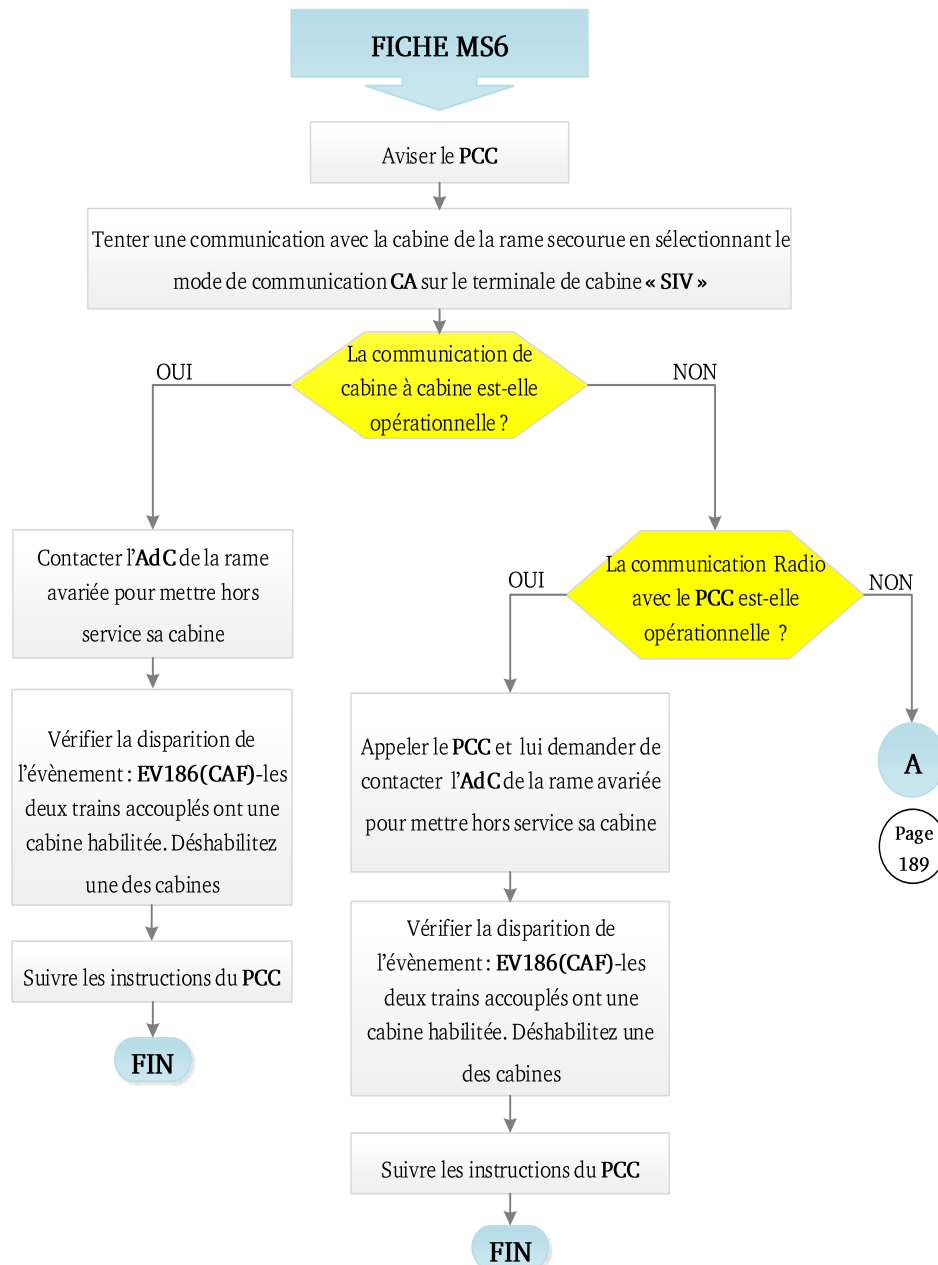 FICHE MS6
Aviser le PCC
Tenter une communication avec la cabine de la rame secourue en sélectionnant le
mode de communication CA sur le terminale de cabine « SIV »
La communication de
cabine à cabine est-elle
opérationnelle ?
OUI
NON
Contacter l'AdC de la rame
avariée pour mettre hors
service sa cabine
La communication Radio
avec le PCC est-elle
opérationnelle ?
OUI
NON
Vérifier la disparition de
l'évènement : EV186(CAF)-les
deux trains accouplés ont une
cabine habilitée. Déshabilitez
une des cabines
Appeler le PCC et lui demander de
contacter l'AdC de la rame avariée
pour mettre hors service sa cabine
A
Page
189
Suivre les instructions du PCC
FIN
Vérifier la disparition de
l'évènement : EV186(CAF)-les
deux trains accouplés ont une
cabine habilitée. Déshabilitez une
des cabines
Suivre les instructions du PCC
FIN